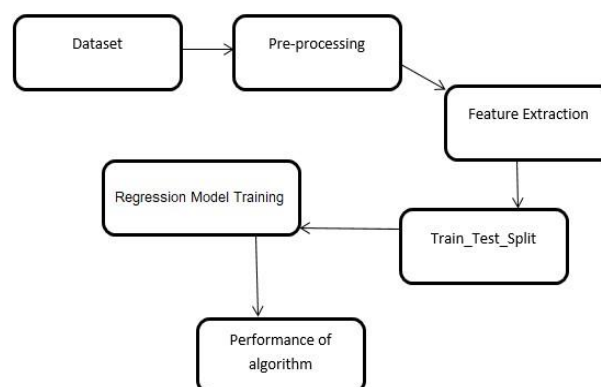 Dataset
Pre-processing
Feature Extraction
Train_Test_Split
Regression Model Training
Performance of
algorithm